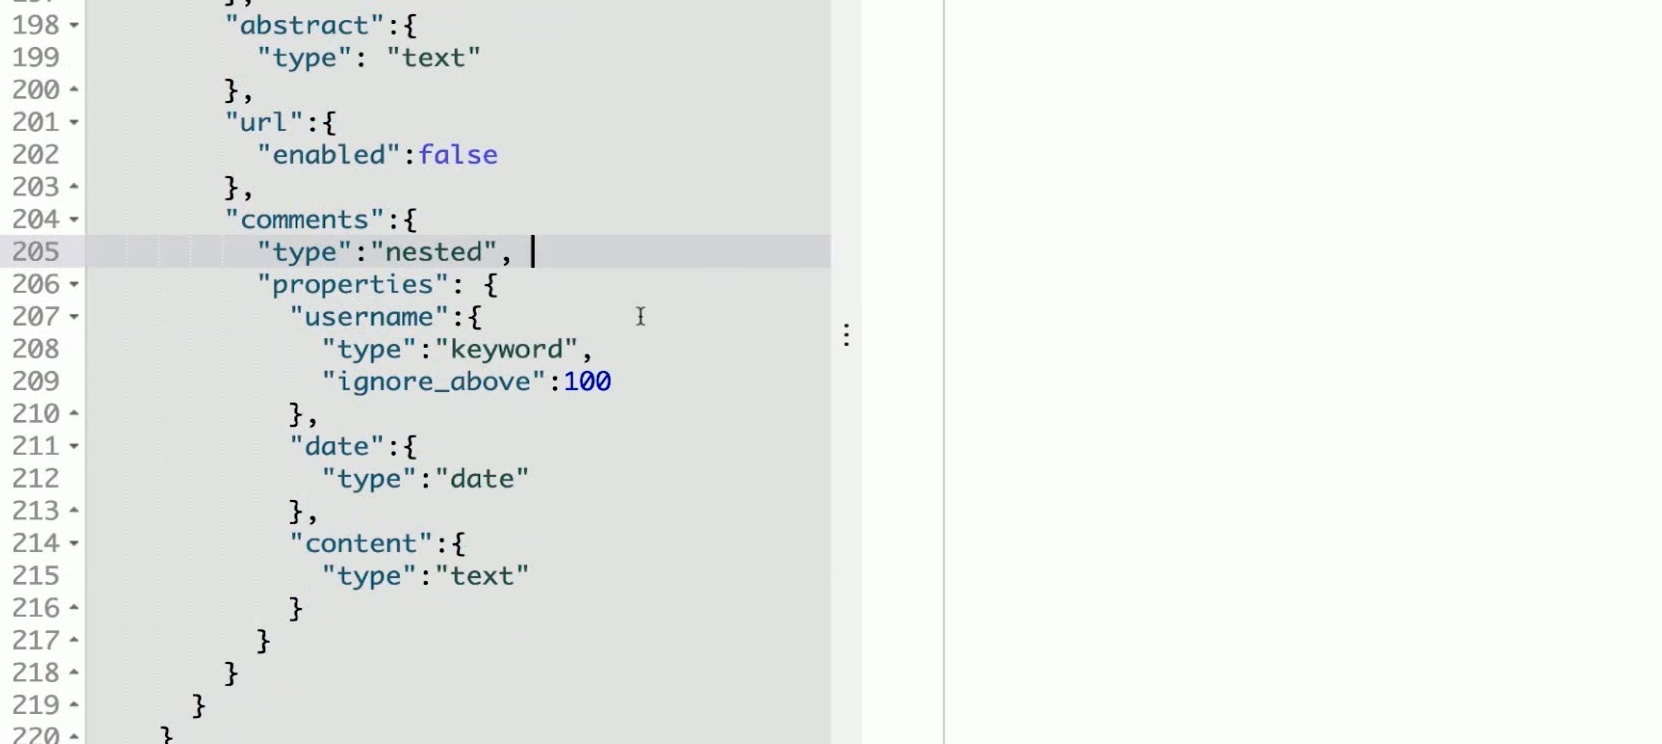 198 "abstract":{
199 "type": "text"
200 },
201 "url":{
202 "enabled":false
203 },
204 "comments":{
205 "type":"nested",
206 "properties": {
207 "username":{
208 "type":"keyword",
209 "ignore_above":100
210 },
211 "date":{
212 "type":"date"
213 },
214 "content":{
215 "type":"text"
216 }
217 }
218 }
219 }
220 }